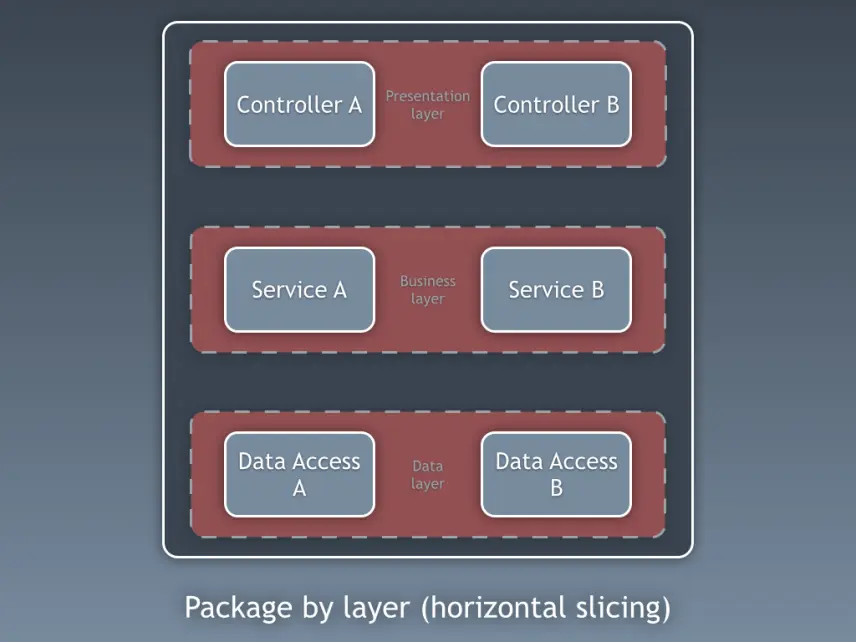 Controller A
Presentation
layer
Controller B
Service A
Business
layer
Service B
Data Access
A
Data
layer
Data Access
B
Package by layer (horizontal slicing)